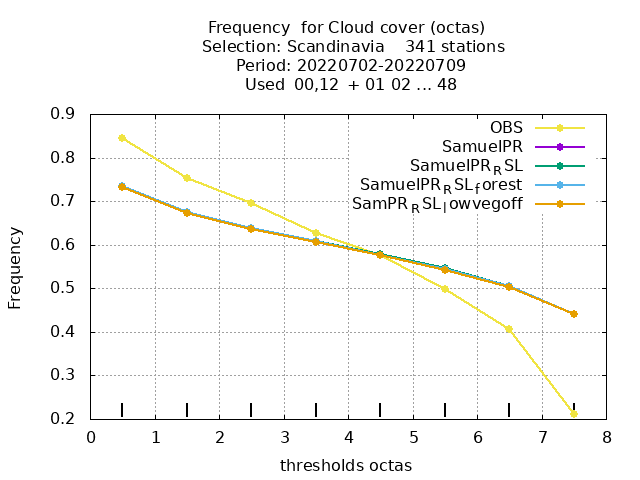 Frequency  for Cloud cover (octas)
Selection: Scandinavia    341 stations
Period: 20220702-20220709
Used  00,12  + 01 02 ... 48
0.9
0.8
0.7
0.6
0.5
0.4
0.3
0.2
Frequency
OBS
SamuelPR
SamuelPR_RSL
SamuelPR_RSL_forest
SamPR_RSL_lowvegoff
0 1 2 3 4 5 6 7 8
thresholds octas